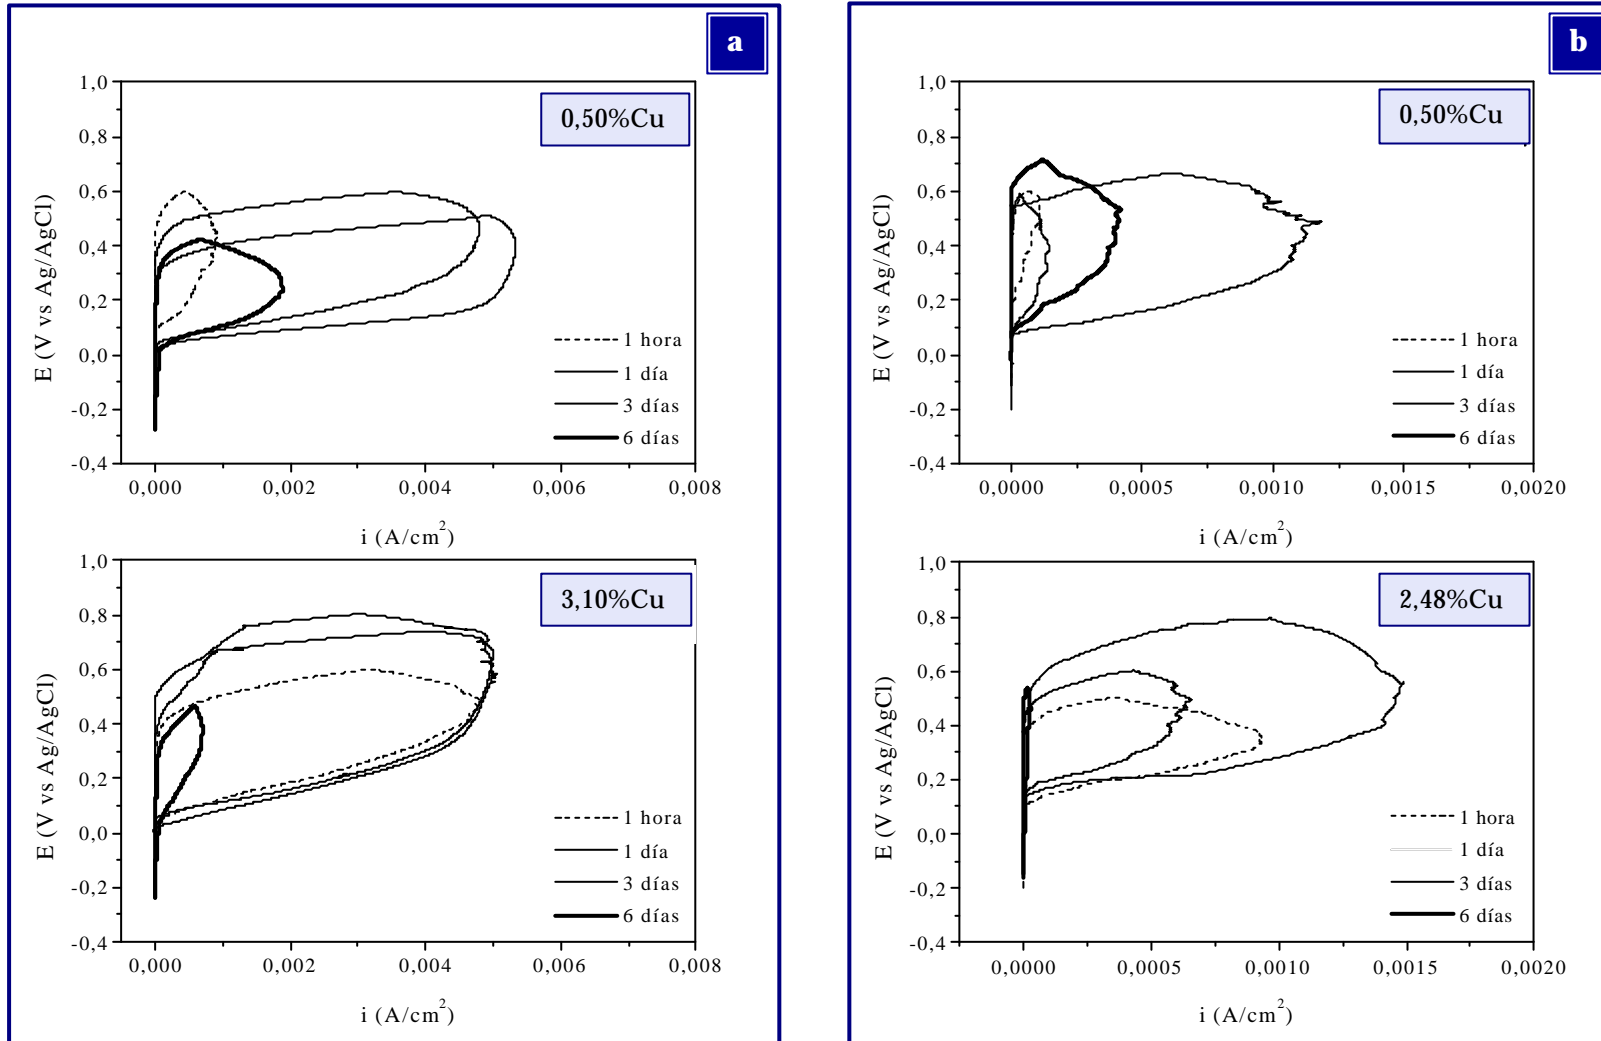 a
0,50%Cu
1,0
0,8
0,6
0,4
0,2
0,0
-0,2
-0,4
E (V vs Ag/AgCl)
1 hora
1 día
3 días
6 días
0,000 0,002 0,004 0,006 0,008
i (A/cm²)
3,10%Cu
1,0
0,8
0,6
0,4
0,2
0,0
-0,2
-0,4
E (V vs Ag/AgCl)
1 hora
1 día
3 días
6 días
0,000 0,002 0,004 0,006 0,008
i (A/cm²)
b
0,50%Cu
1,0
0,8
0,6
0,4
0,2
0,0
-0,2
-0,4
E (V vs Ag/AgCl)
1 hora
1 día
3 días
6 días
0,0000 0,0005 0,0010 0,0015 0,0020
i (A/cm²)
2,48%Cu
1,0
0,8
0,6
0,4
0,2
0,0
-0,2
-0,4
E (V vs Ag/AgCl)
1 hora
1 día
3 días
6 días
0,0000 0,0005 0,0010 0,0015 0,0020
i (A/cm²)